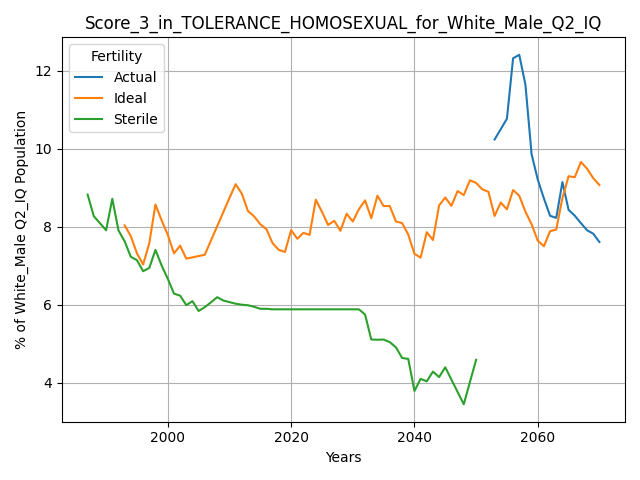 Score_3_in_TOLERANCE_HOMOSEXUAL_for_White_Male_Q2_IQ
Fertility
Actual
Ideal
Sterile
% of White_Male Q2_IQ Population
12
10
8
6
4
2000
2020
2040
2060
Years